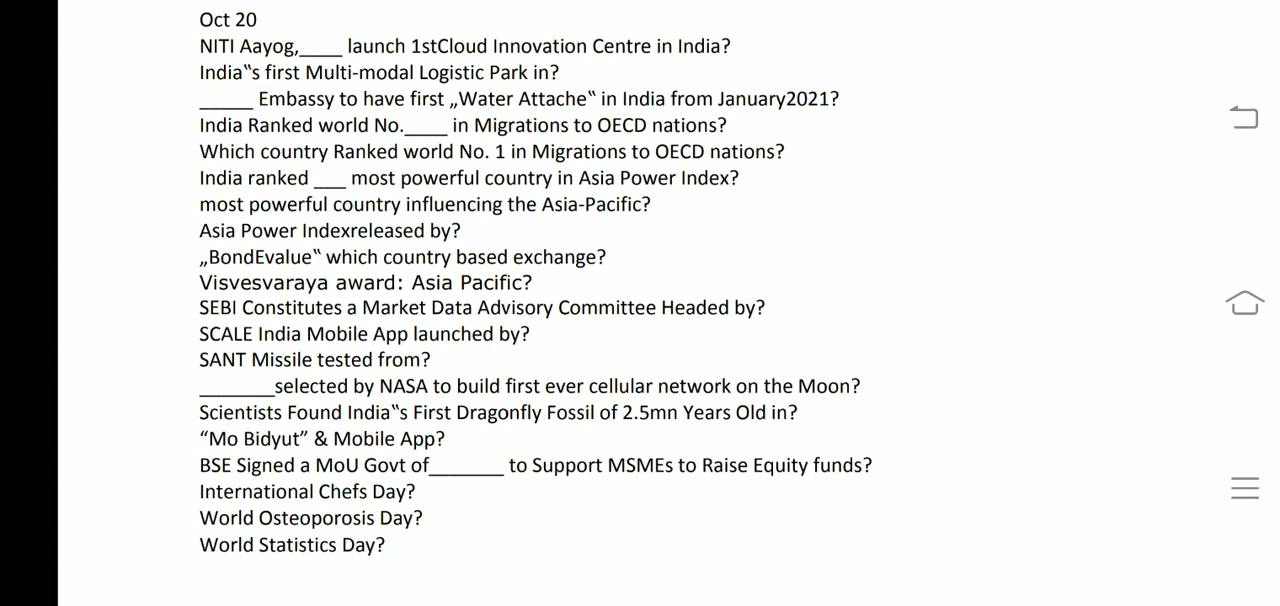 Oct 20
NITI Aayog,____ launch 1stCloud Innovation Centre in India?
India‟s first Multi-modal Logistic Park in?
_____ Embassy to have first „Water Attache‟ in India from January2021?
India Ranked world No.____ in Migrations to OECD nations?
Which country Ranked world No. 1 in Migrations to OECD nations?
India ranked ___ most powerful country in Asia Power Index?
most powerful country influencing the Asia-Pacific?
Asia Power Indexreleased by?
„BondEvalue‟ which country based exchange?
Visvesvaraya award: Asia Pacific?
SEBI Constitutes a Market Data Advisory Committee Headed by?
SCALE India Mobile App launched by?
SANT Missile tested from?
_______selected by NASA to build first ever cellular network on the Moon?
Scientists Found India‟s First Dragonfly Fossil of 2.5mn Years Old in?
“Mo Bidyut” & Mobile App?
BSE Signed a MoU Govt of_______ to Support MSMEs to Raise Equity funds?
International Chefs Day?
World Osteoporosis Day?
World Statistics Day?